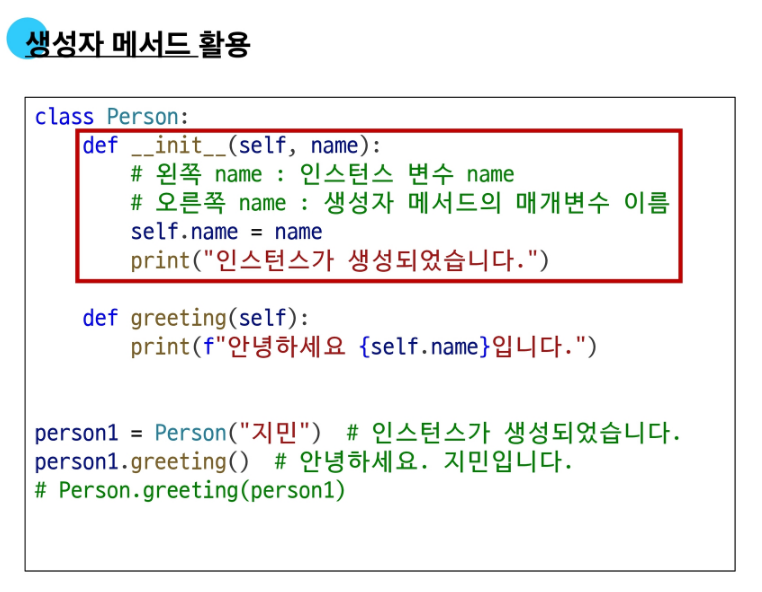 생성자 메서드 활용
class Person:
    def __init__(self, name):
        # 왼쪽 name : 인스턴스 변수 name
        # 오른쪽 name : 생성자 메서드의 매개변수 이름
        self.name = name
        print("인스턴스가 생성되었습니다.")
    def greeting(self):
        print(f"안녕하세요 {self.name}입니다.")
person1 = Person("지민")  # 인스턴스가 생성되었습니다.
person1.greeting()  # 안녕하세요. 지민입니다.
# Person.greeting(person1)